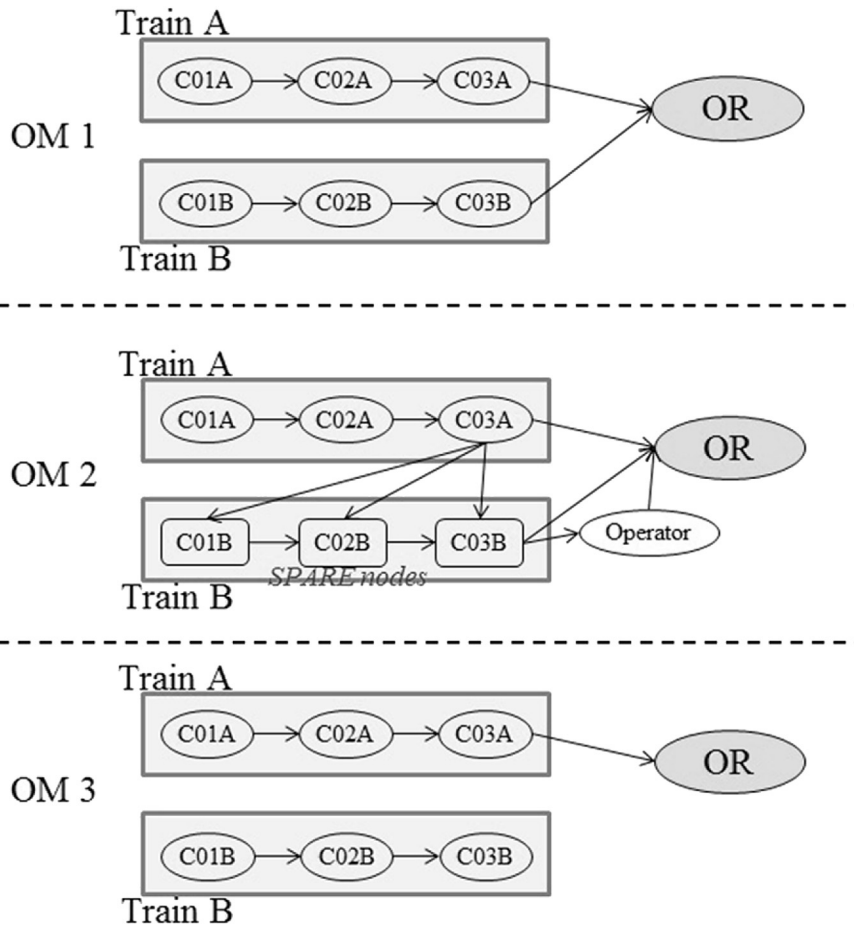 Train A
C01A
C02A
C03A
OR
OM 1
C01B
C02B
C03B
Train B
Train A
C01A
C02A
C03A
OR
OM 2
C01B
C02B
C03B
Operator
SPARE nodes
Train B
Train A
C01A
C02A
C03A
OR
OM 3
C01B
C02B
C03B
Train B